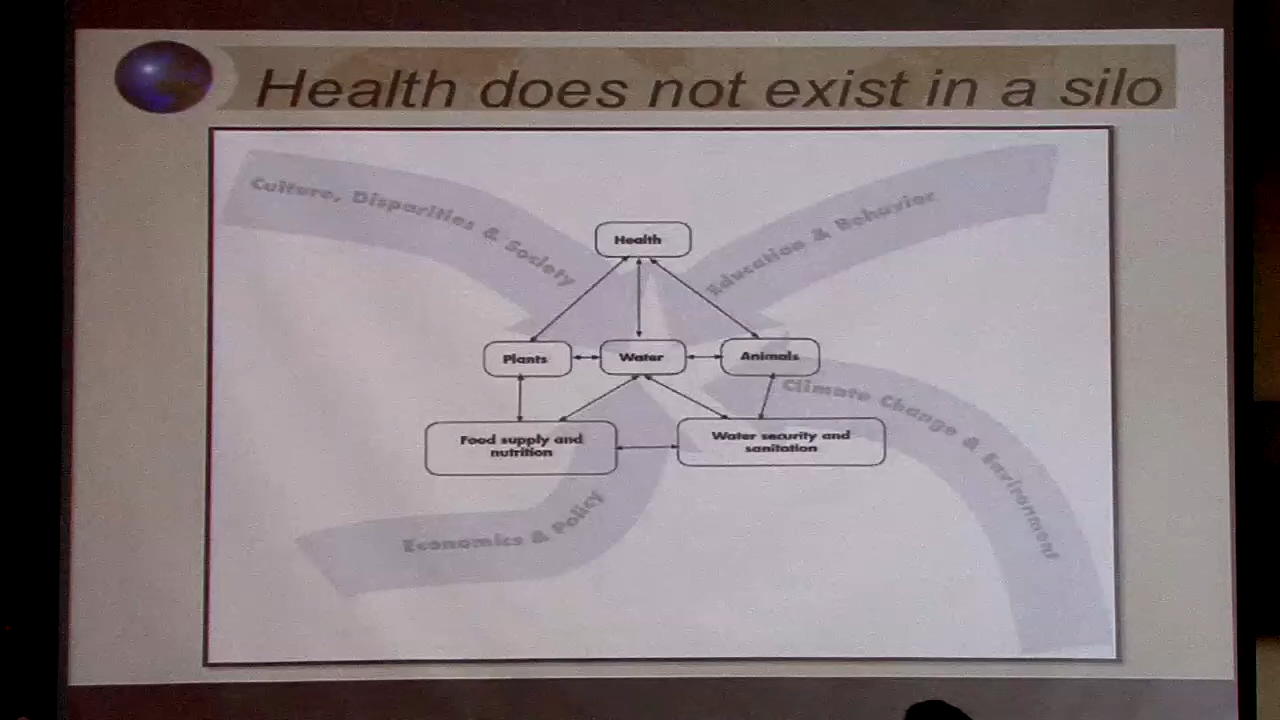 Health does not exist in a silo
Culture, Disparities & Society
Education & Behavior
Health
Plants
Water
Animals
Climate Change & Environment
Food supply and
nutrition
Water security and
sanitation
Economics & Policy